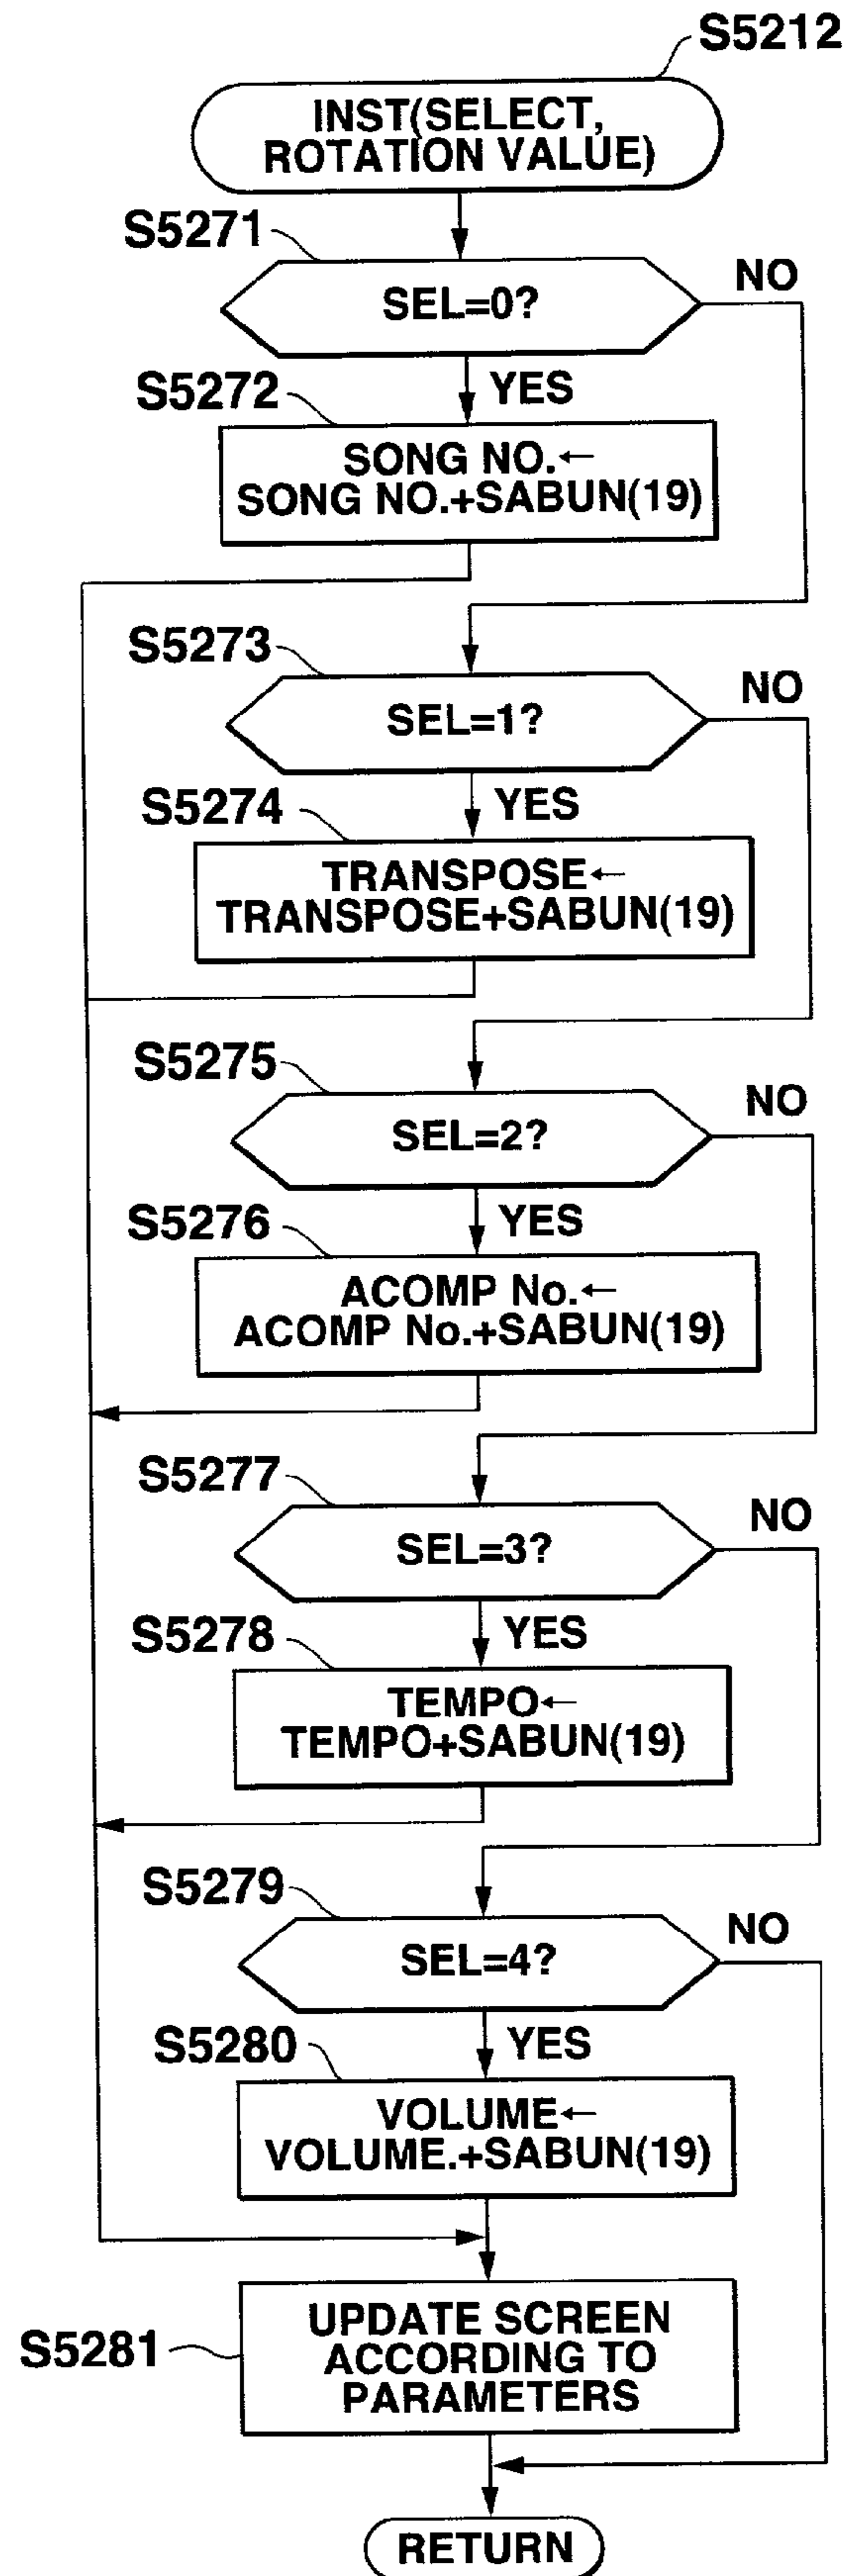 S5212
INST(SELECT,
ROTATION VALUE)
S5271
SEL=0?
NO
YES
S5272
SONG NO.←
SONG NO.+SABUN(19)
S5273
SEL=1?
NO
YES
S5274
TRANSPOSE←
TRANSPOSE+SABUN(19)
S5275
SEL=2?
NO
YES
S5276
ACOMP No.←
ACOMP No.+SABUN(19)
S5277
SEL=3?
NO
YES
S5278
TEMPO←
TEMPO+SABUN(19)
S5279
SEL=4?
NO
YES
S5280
VOLUME←
VOLUME.+SABUN(19)
S5281
UPDATE SCREEN
ACCORDING TO
PARAMETERS
RETURN